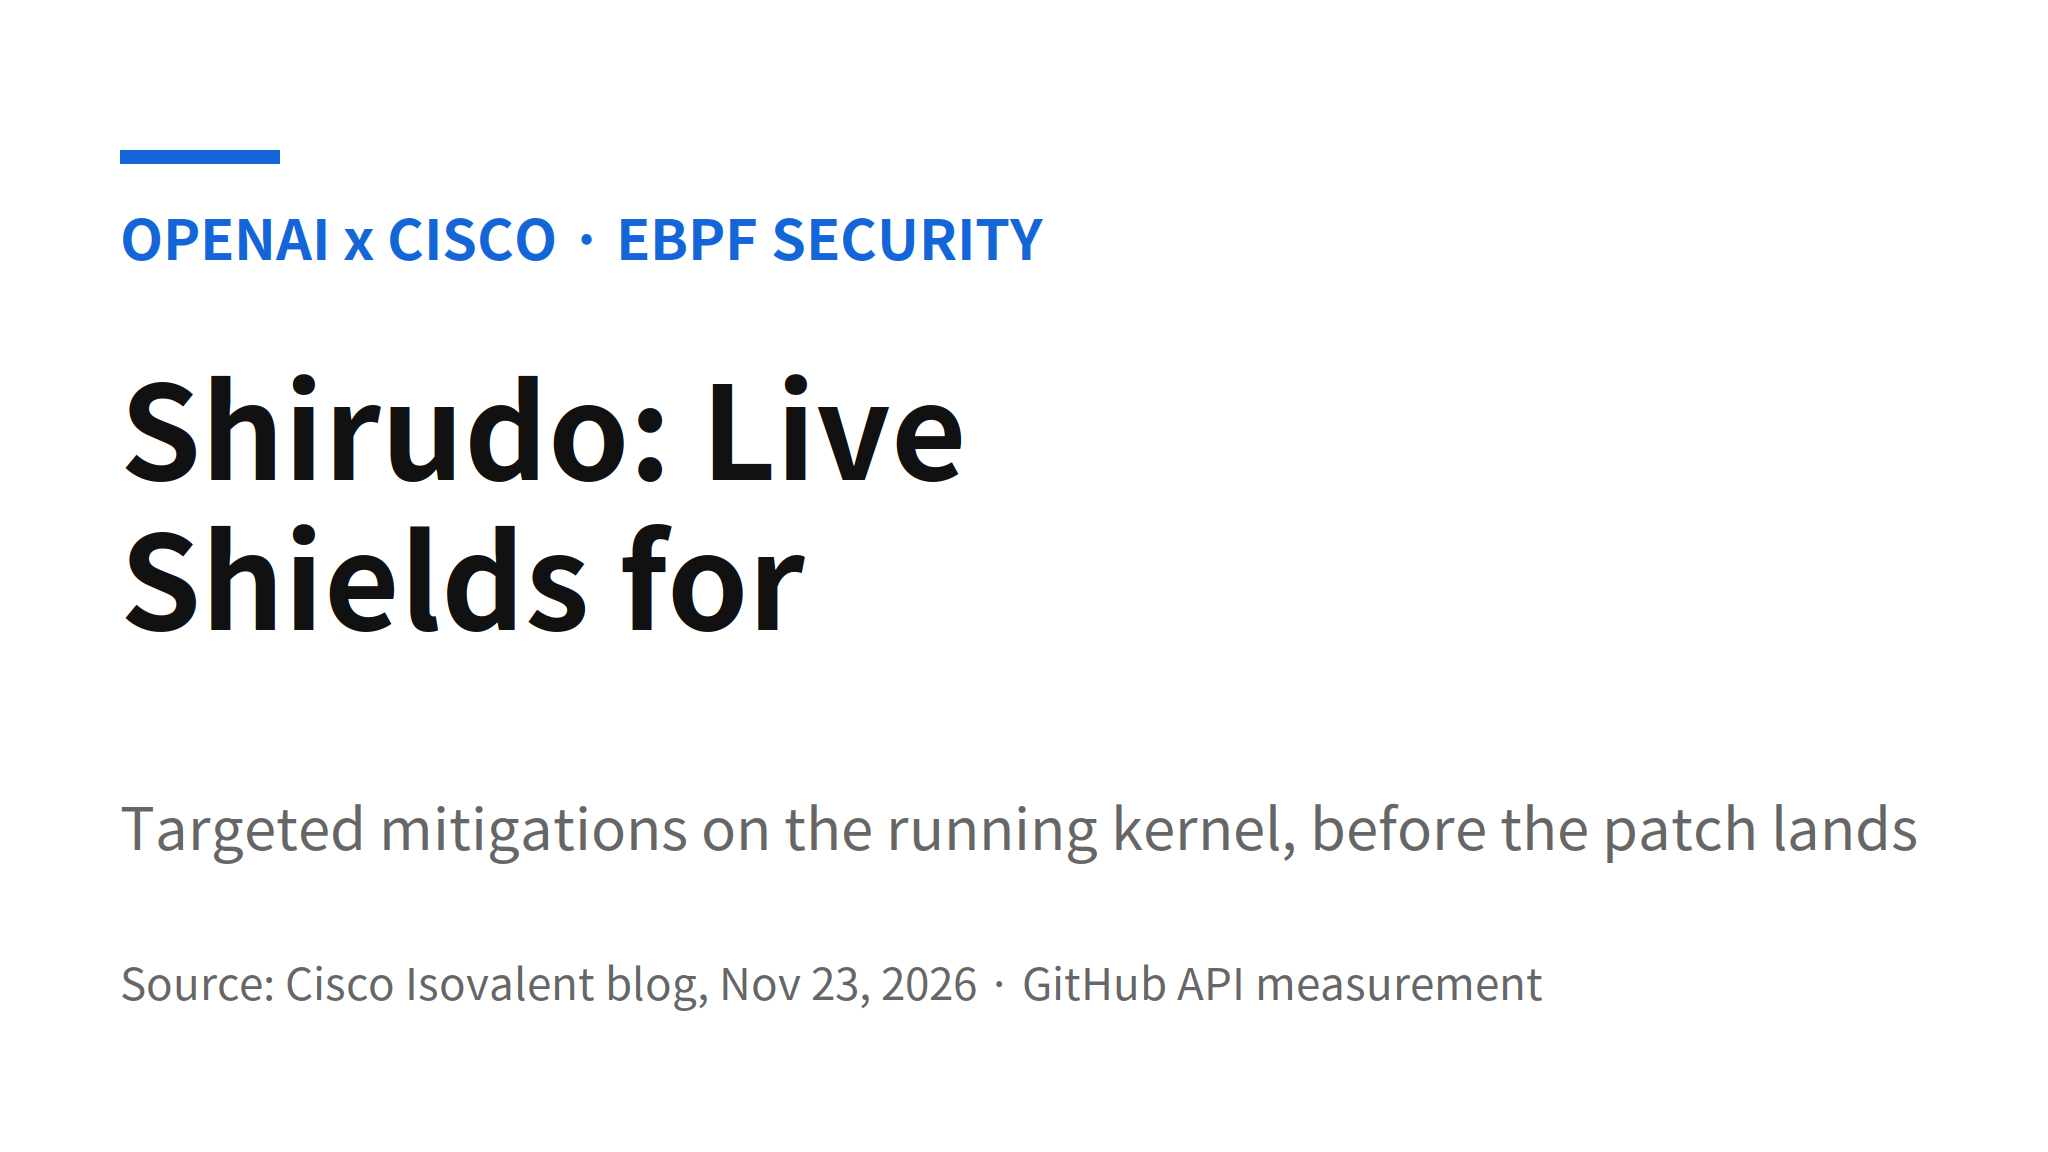 OPENAI x CISCO · EBPF SECURITY
Shirudo: Live
Shields for
Targeted mitigations on the running kernel, before the patch lands
Source: Cisco Isovalent blog, Nov 23, 2026 · GitHub API measurement